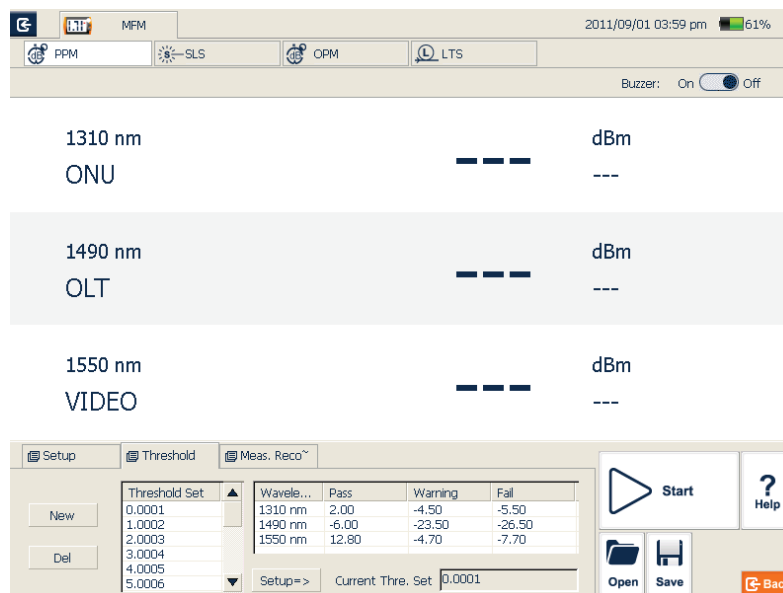 MFM 2011/09/01 03:59 pm 61%
PPM SLS OPM LTS
Buzzer: On Off
1310 nm dBm
ONU --- ---
1490 nm dBm
OLT --- ---
1550 nm dBm
VIDEO --- ---
Setup Threshold Meas. Reco~
Threshold Set Wavele... Pass Warning Fail
0.0001 1310 nm 2.00 -4.50 -5.50
1.0002 1490 nm -6.00 -23.50 -26.50
2.0003 1550 nm 12.80 -4.70 -7.70
3.0004
4.0005
5.0006
New
Del
Setup=> Current Thre. Set 0.0001
Start
? Help
Open Save
Bac